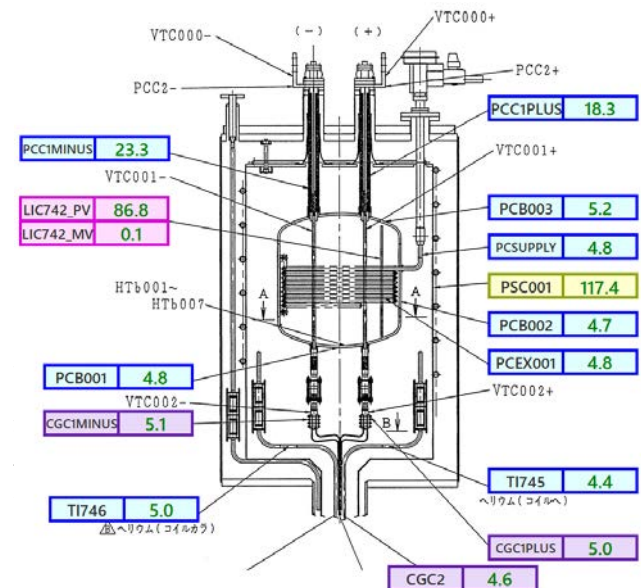 VTC000-
(-)
(+)
VTC000+
PCC2-
PCC2+
PCC1PLUS 18.3
PCC1MINUS 23.3
VTC001+
VTC001-
LIC742_PV 86.8
LIC742_MV 0.1
PCB003 5.2
PCSUPPLY 4.8
HTb001~
HTb007
A
A
PSC001 117.4
PCB002 4.7
PCEX001 4.8
PCB001 4.8
VTC002-
VTC002+
CGC1MINUS 5.1
B
TI745 4.4
ヘリウム(コイルヘ)
TI746 5.0
ヘリウム(コイルカラ)
CGC1PLUS 5.0
CGC2 4.6